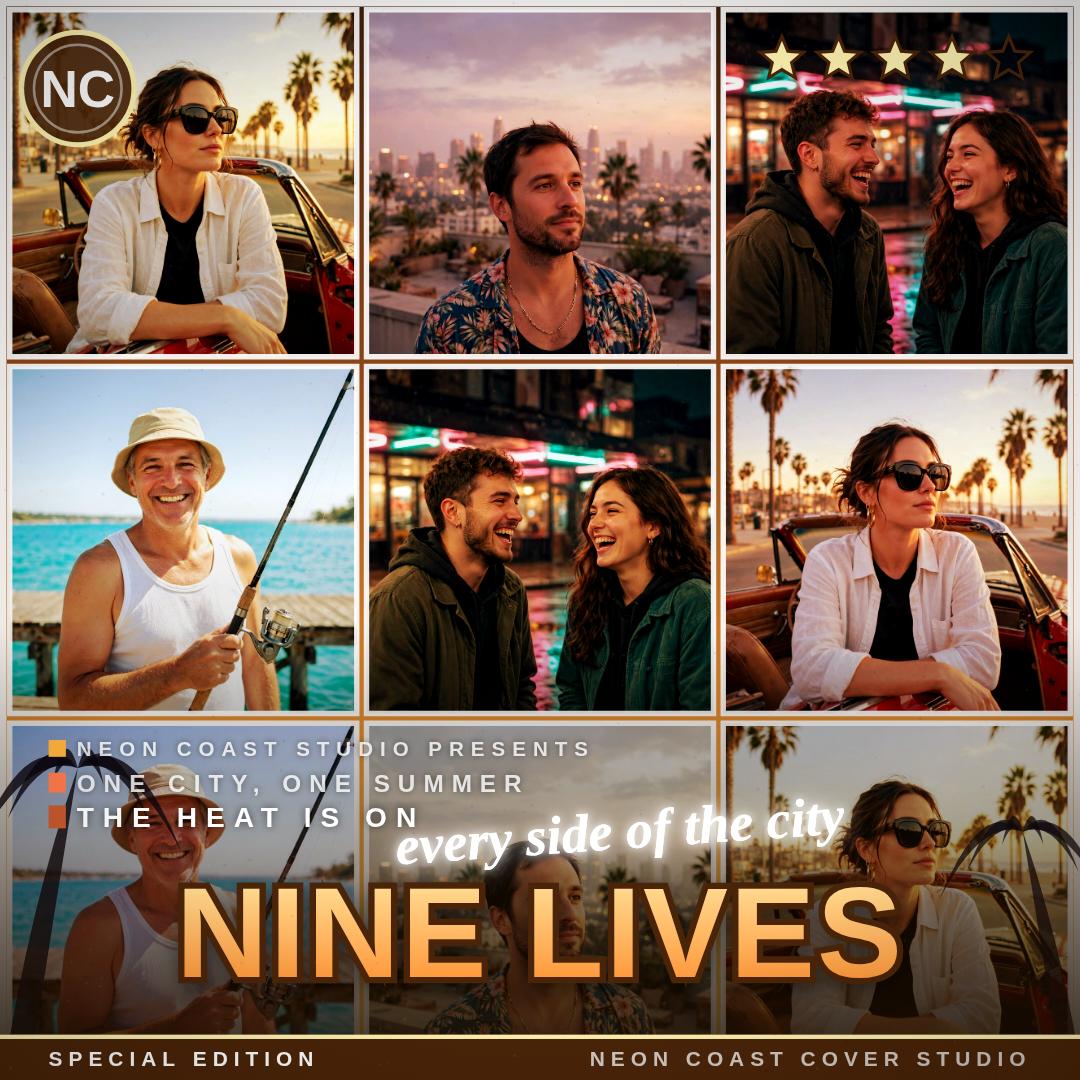 NC
NEON COAST STUDIO PRESENTS
ONE CITY, ONE SUMMER
THE HEAT IS ON
every side of the city
NINE LIVES
SPECIAL EDITION
NEON COAST COVER STUDIO